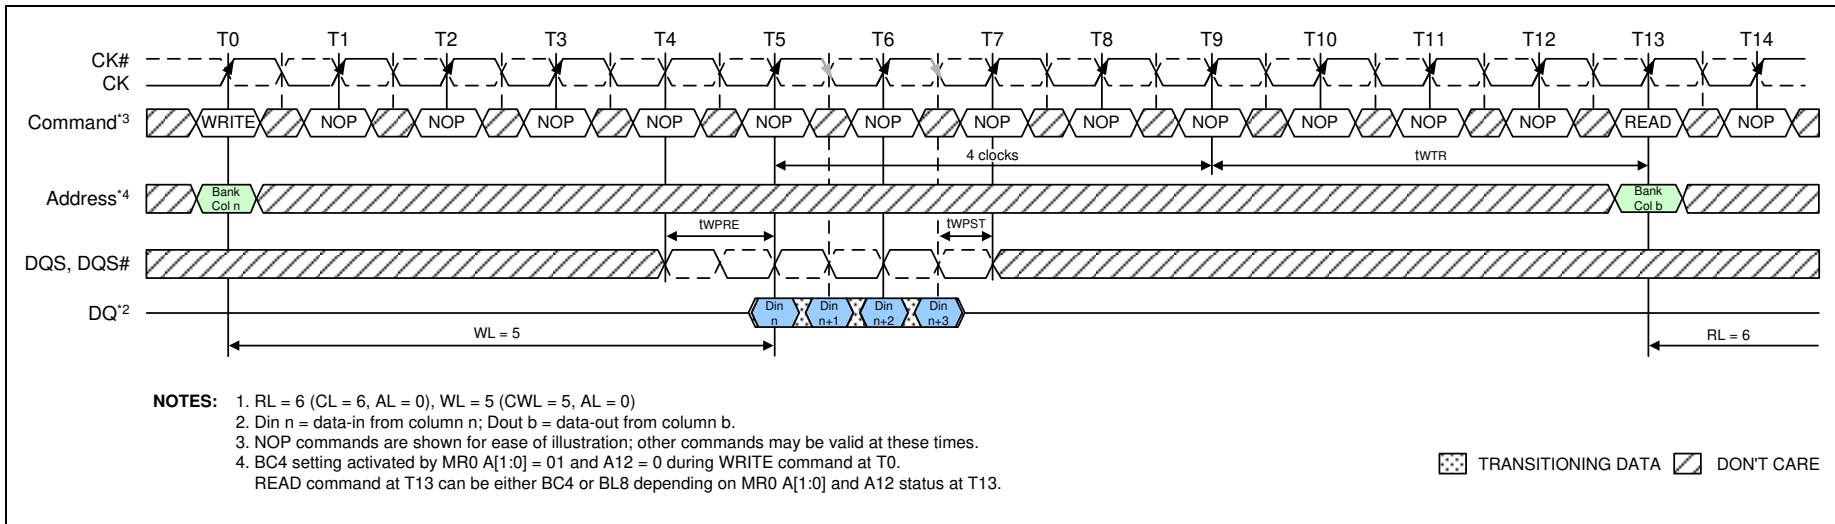 T0 T1 T2 T3 T4 T5 T6 T7 T8 T9 T10 T11 T12 T13 T14
CK#
CK
Command*3 WRITE NOP NOP NOP NOP NOP NOP NOP NOP NOP NOP NOP NOP READ NOP
4 clocks tWTR
Address*4 Bank Col n Bank Col b
tWPRE tWPST
DQS, DQS#
DQ*2 Din n Din n+1 Din n+2 Din n+3
WL = 5 RL = 6
NOTES: 1. RL = 6 (CL = 6, AL = 0), WL = 5 (CWL = 5, AL = 0)
2. Din n = data-in from column n; Dout b = data-out from column b.
3. NOP commands are shown for ease of illustration; other commands may be valid at these times.
4. BC4 setting activated by MR0 A[1:0] = 01 and A12 = 0 during WRITE command at T0.
READ command at T13 can be either BC4 or BL8 depending on MR0 A[1:0] and A12 status at T13.
TRANSITIONING DATA DON'T CARE